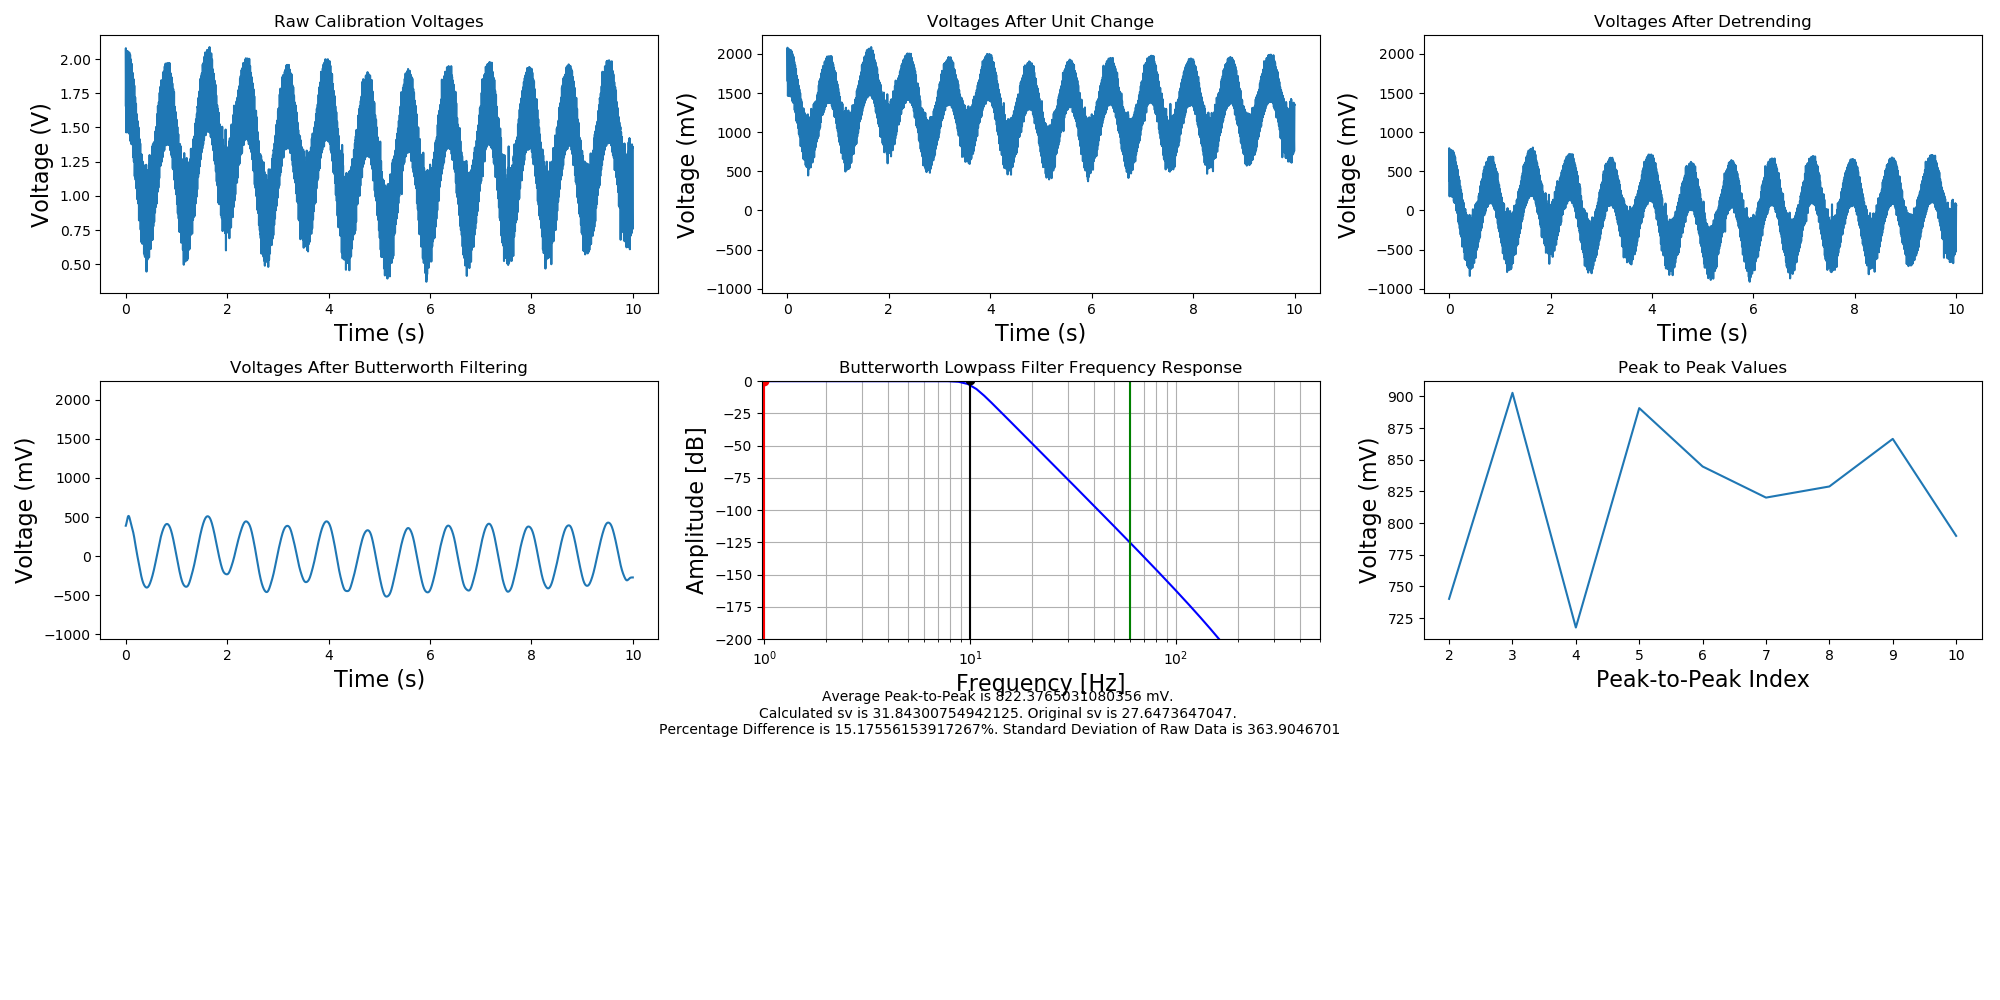 Raw Calibration Voltages
Voltage (V)
2.00
1.75
1.50
1.25
1.00
0.75
0.50
0 2 4 6 8 10
Time (s)
Voltages After Unit Change
Voltage (mV)
2000
1500
1000
500
0
−500
−1000
0 2 4 6 8 10
Time (s)
Voltages After Detrending
Voltage (mV)
2000
1500
1000
500
0
−500
−1000
0 2 4 6 8 10
Time (s)
Voltages After Butterworth Filtering
Voltage (mV)
2000
1500
1000
500
0
−500
−1000
0 2 4 6 8 10
Time (s)
Butterworth Lowpass Filter Frequency Response
Amplitude [dB]
0
−25
−50
−75
−100
−125
−150
−175
−200
10⁰ 10¹ 10²
Frequency [Hz]
Peak to Peak Values
Voltage (mV)
900
875
850
825
800
775
750
725
2 3 4 5 6 7 8 9 10
Peak-to-Peak Index
Average Peak-to-Peak is 822.3765031080356 mV.
Calculated sv is 31.84300754942125. Original sv is 27.6473647047.
Percentage Difference is 15.17556153917267%. Standard Deviation of Raw Data is 363.9046701